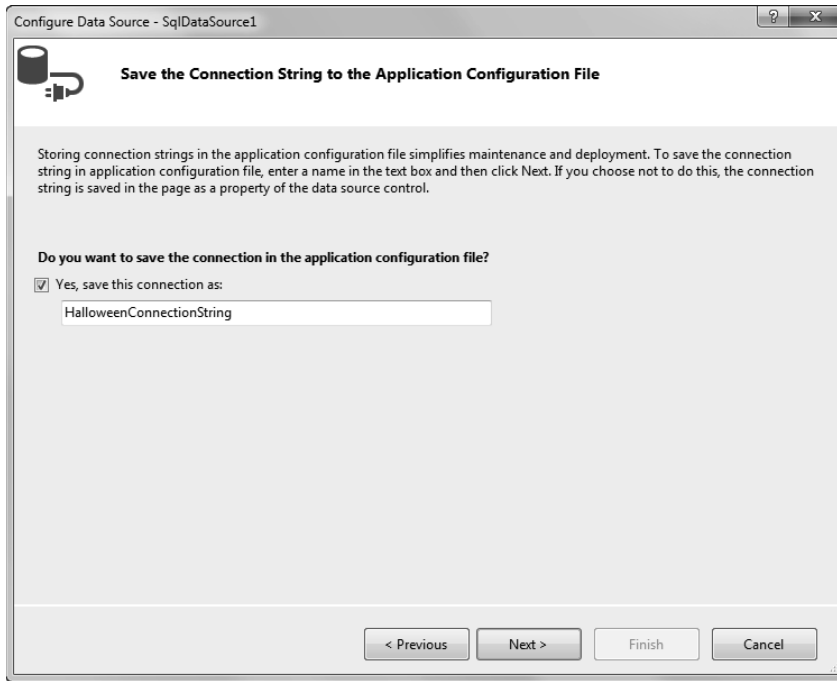 Configure Data Source - SqlDataSource1
Save the Connection String to the Application Configuration File
Storing connection strings in the application configuration file simplifies maintenance and deployment. To save the connection
string in application configuration file, enter a name in the text box and then click Next. If you choose not to do this, the connection
string is saved in the page as a property of the data source control.
Do you want to save the connection in the application configuration file?
Yes, save this connection as:
HalloweenConnectionString
< Previous Next > Finish Cancel